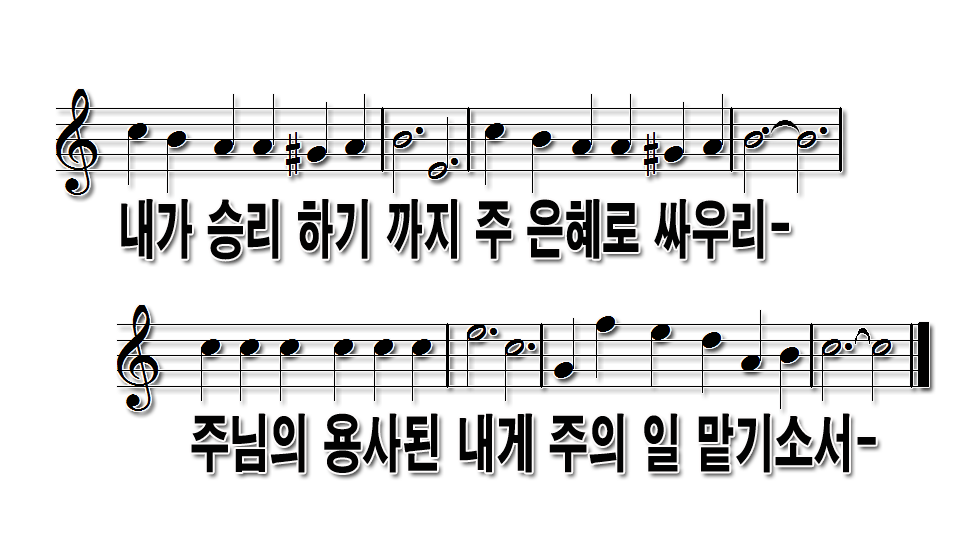 내가 승리 하기 까지 주 은혜로 싸우리-
주님의 용사된 내게 주의 일 맡기소서-